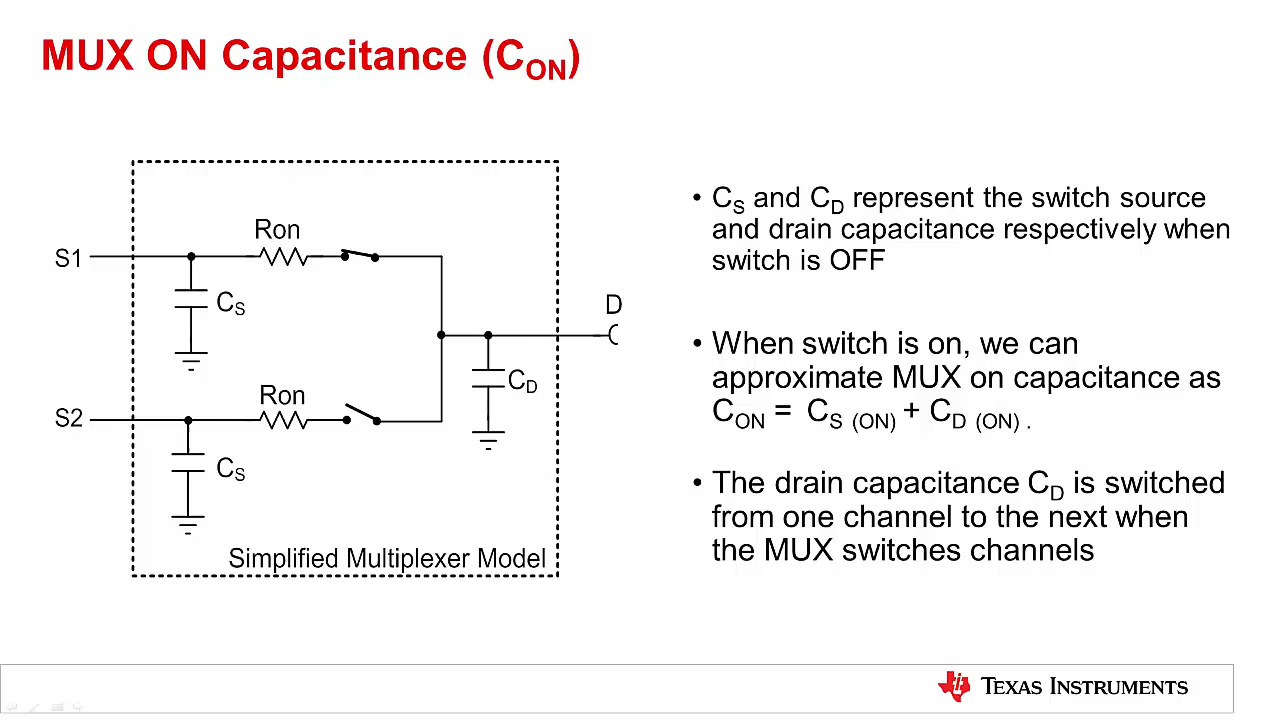 MUX ON Capacitance (CON)
Ron
S1
CS
D
Ron
CD
S2
CS
Simplified Multiplexer Model
• CS and CD represent the switch source
and drain capacitance respectively when
switch is OFF
• When switch is on, we can
approximate MUX on capacitance as
CON = CS (ON) + CD (ON) .
• The drain capacitance CD is switched
from one channel to the next when
the MUX switches channels
TEXAS INSTRUMENTS